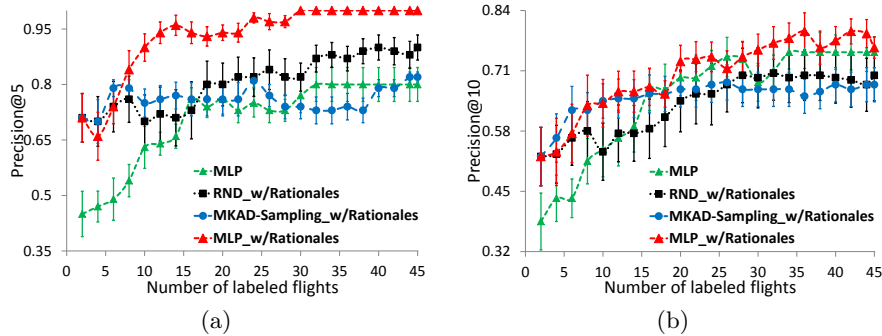 0.95
0.8
0.65
0.5
0.35
Precision@5
MLP
RND_w/Rationales
MKAD-Sampling_w/Rationales
MLP_w/Rationales
0 5 10 15 20 25 30 35 40 45
Number of labeled flights
(a)
0.84
0.71
0.58
0.45
0.32
Precision@10
MLP
RND_w/Rationales
MKAD-Sampling_w/Rationales
MLP_w/Rationales
0 5 10 15 20 25 30 35 40 45
Number of labeled flights
(b)